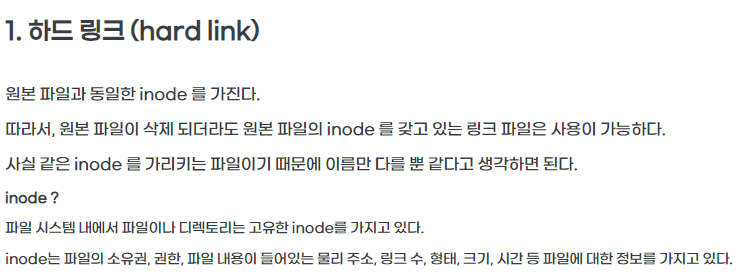 1. 하드 링크 (hard link)
원본 파일과 동일한 inode 를 가진다.
따라서, 원본 파일이 삭제 되더라도 원본 파일의 inode 를 갖고 있는 링크 파일은 사용이 가능하다.
사실 같은 inode 를 가리키는 파일이기 때문에 이름만 다를 뿐 같다고 생각하면 된다.
inode ?
파일 시스템 내에서 파일이나 디렉토리는 고유한 inode를 가지고 있다.
inode는 파일의 소유권, 권한, 파일 내용이 들어있는 물리 주소, 링크 수, 형태, 크기, 시간 등 파일에 대한 정보를 가지고 있다.